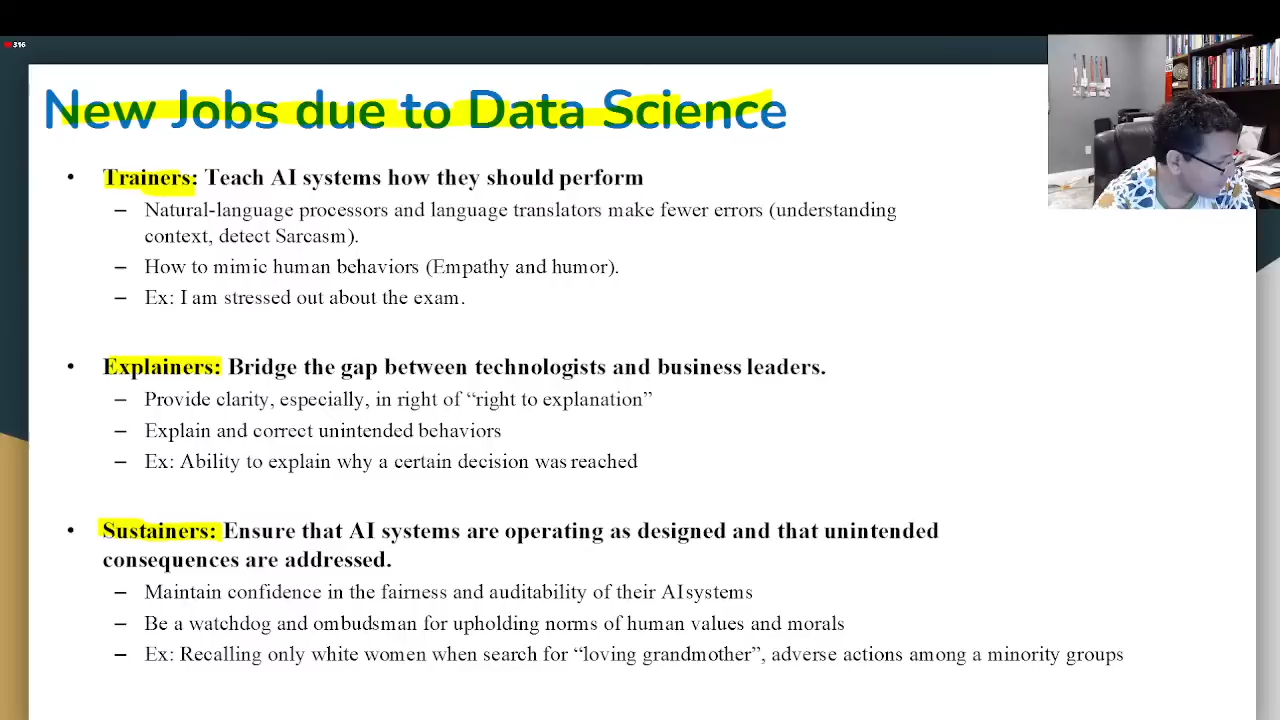 316
New Jobs due to Data Science
• Trainers: Teach AI systems how they should perform
– Natural-language processors and language translators make fewer errors (understanding
context, detect Sarcasm).
– How to mimic human behaviors (Empathy and humor).
– Ex: I am stressed out about the exam.
• Explainers: Bridge the gap between technologists and business leaders.
– Provide clarity, especially, in right of “right to explanation”
– Explain and correct unintended behaviors
– Ex: Ability to explain why a certain decision was reached
• Sustainers: Ensure that AI systems are operating as designed and that unintended
consequences are addressed.
– Maintain confidence in the fairness and auditability of their AI systems
– Be a watchdog and ombudsman for upholding norms of human values and morals
– Ex: Recalling only white women when search for “loving grandmother”, adverse actions among a minority groups